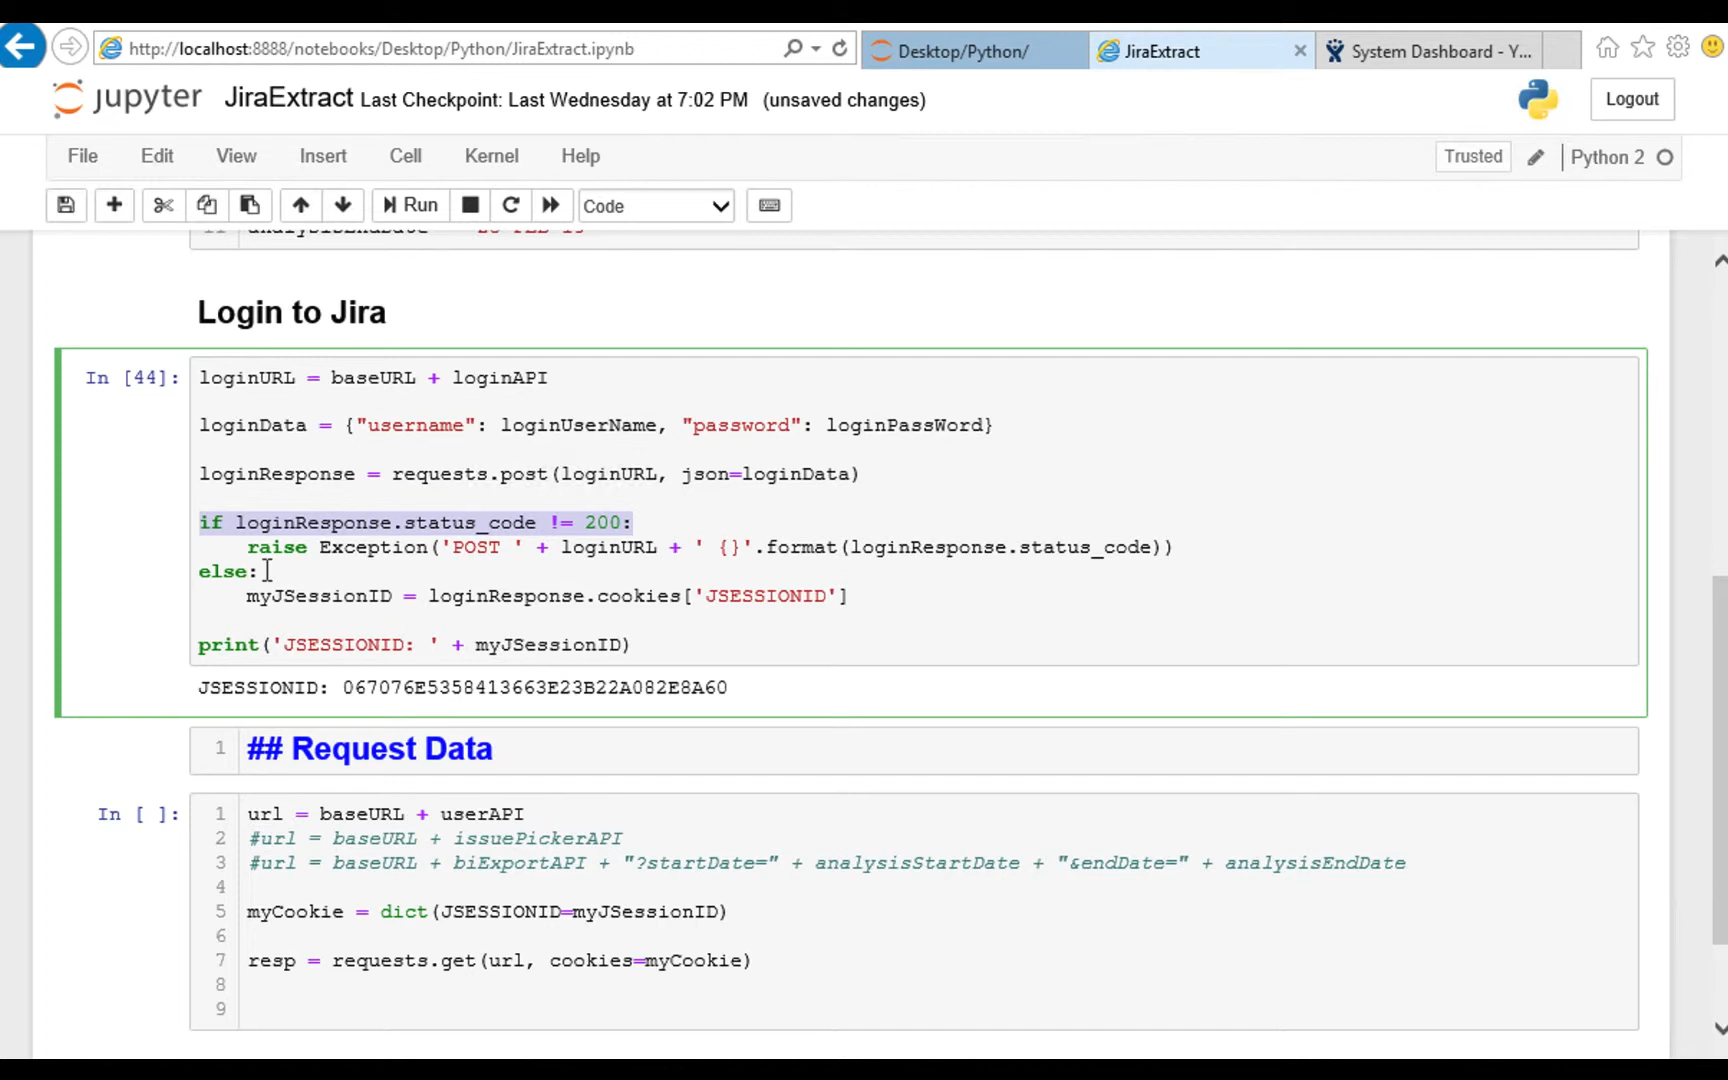 http://localhost:8888/notebooks/Desktop/Python/JiraExtract.ipynb
Desktop/Python/
JiraExtract
System Dashboard - Y...
jupyter
JiraExtract Last Checkpoint: Last Wednesday at 7:02 PM (unsaved changes)
Logout
File Edit View Insert Cell Kernel Help
Trusted
Python 2
Run
Code
Login to Jira
In [44]:
loginURL = baseURL + loginAPI
loginData = {"username": loginUserName, "password": loginPassWord}
loginResponse = requests.post(loginURL, json=loginData)
if loginResponse.status_code != 200:
    raise Exception('POST ' + loginURL + ' {}'.format(loginResponse.status_code))
else:
    myJSessionID = loginResponse.cookies['JSESSIONID']
print('JSESSIONID: ' + myJSessionID)
JSESSIONID: 067076E5358413663E23B22A082E8A60
1 ## Request Data
In [ ]:
1 url = baseURL + userAPI
2 #url = baseURL + issuePickerAPI
3 #url = baseURL + biExportAPI + "?startDate=" + analysisStartDate + "&endDate=" + analysisEndDate
4
5 myCookie = dict(JSESSIONID=myJSessionID)
6
7 resp = requests.get(url, cookies=myCookie)
8
9